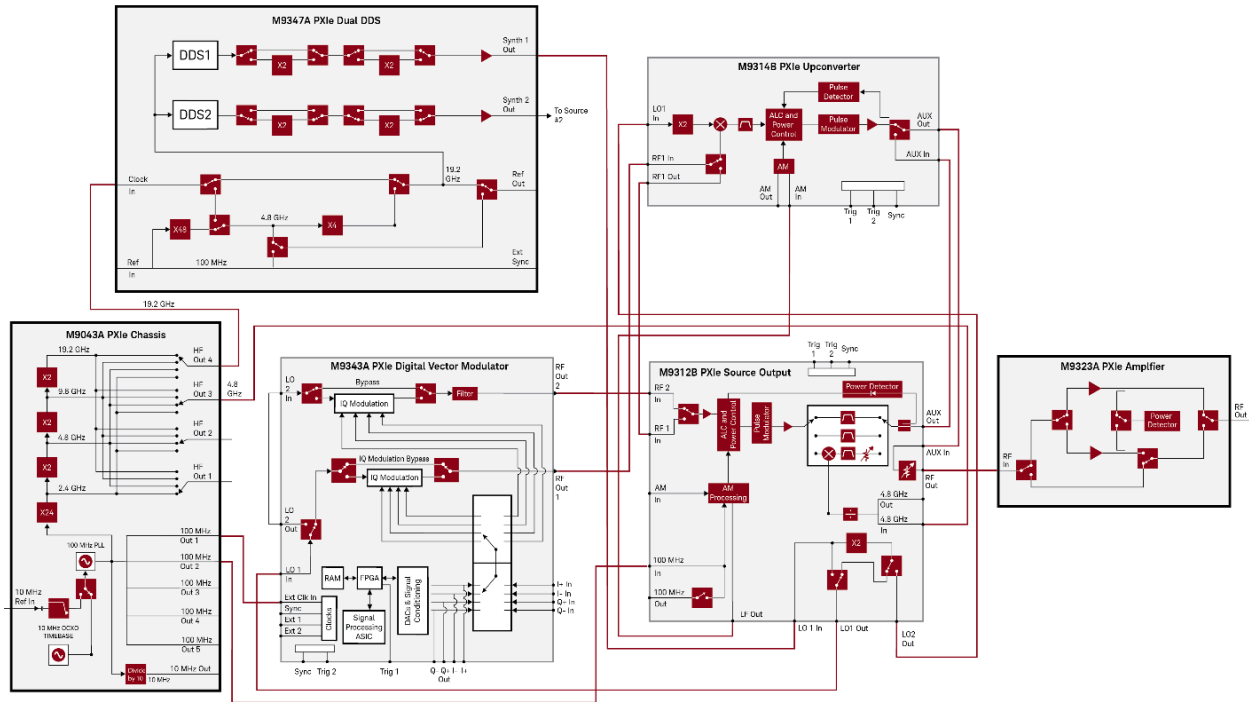 M9347A PXIe Dual DDS
DDS1
X2
X2
Synth 1
Out
DDS2
X2
X2
Synth 2
Out
To Source
#2
Clock
In
19.2
GHz
Ref
Out
X48
4.8 GHz
X4
Ref
In
100 MHz
Ext
Sync
19.2 GHz
M9314B PXIe Upconverter
LO1
In
X2
ALC and
Power
Control
Pulse
Detector
Pulse
Modulator
AUX
Out
AUX In
RF1 In
RF1 Out
AM
AM
Out
AM
In
Trig
1
Trig
2
Sync
M9043A PXIe Chassis
19.2 GHz
HF
Out 4
X2
9.6 GHz
HF
Out 3
4.8
GHz
X2
4.8 GHz
HF
Out 2
X2
2.4 GHz
HF
Out 1
X24
100 MHz
Out 1
100 MHz PLL
100 MHz
Out 2
100 MHz
Out 3
10 MHz
Ref In
100 MHz
Out 4
10 MHz OCXO
TIMEBASE
100 MHz
Out 5
Divide
by 10
10 MHz
10 MHz Out
M9343A PXIe Digital Vector Modulator
LO
2
In
Bypass
IQ Modulation
Filter
RF
Out
2
IQ Modulation Bypass
IQ Modulation
RF
Out
1
LO
2
Out
LO 1
In
RAM
FPGA
DACs & Signal
Conditioning
Signal
Processing
ASIC
Clocks
Ext Clk In
Sync
Ext 1
Ext 2
I+ In
I- In
Q+ In
Q- In
Sync
Trig 2
Trig 1
Q- Q+ I- I+
Out
Trig
1
Trig
2
Sync
M9312B PXIe Source Output
RF 2
In
RF 1
In
ALC and
Power Control
Pulse
Modulator
Power Detector
AUX
Out
AUX In
RF
Out
AM
In
AM
Processing
4.8 GHz
Out
4.8 GHz
In
100 MHz
In
100 MHz
Out
X2
LF Out
LO 1 In
LO1 Out
LO2
Out
M9323A PXIe Amplfier
Power
Detector
RF
In
RF
Out